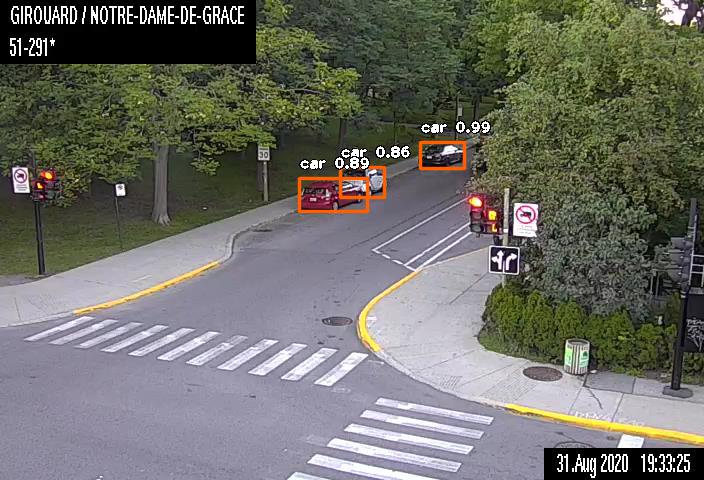 GIROUARD / NOTRE-DAME-DE-GRACE
51-291*
car 0.99
car 0.86
car 0.89
30
31.Aug 2020 19:33:25